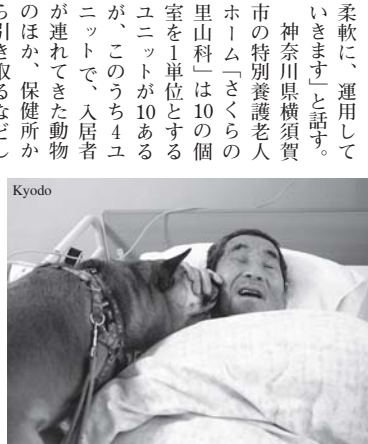 柔軟に、運用して
いきます」と話す。
神奈川県横須賀
市の特別養護老人
ホーム「さくらの
里山科」は10の個
室を1単位とする
ユニットが10ある
が、このうち4ユ
ニットで、入居者
が連れてきた動物
のほか、保健所か
ら引き取るなどし
Kyodo